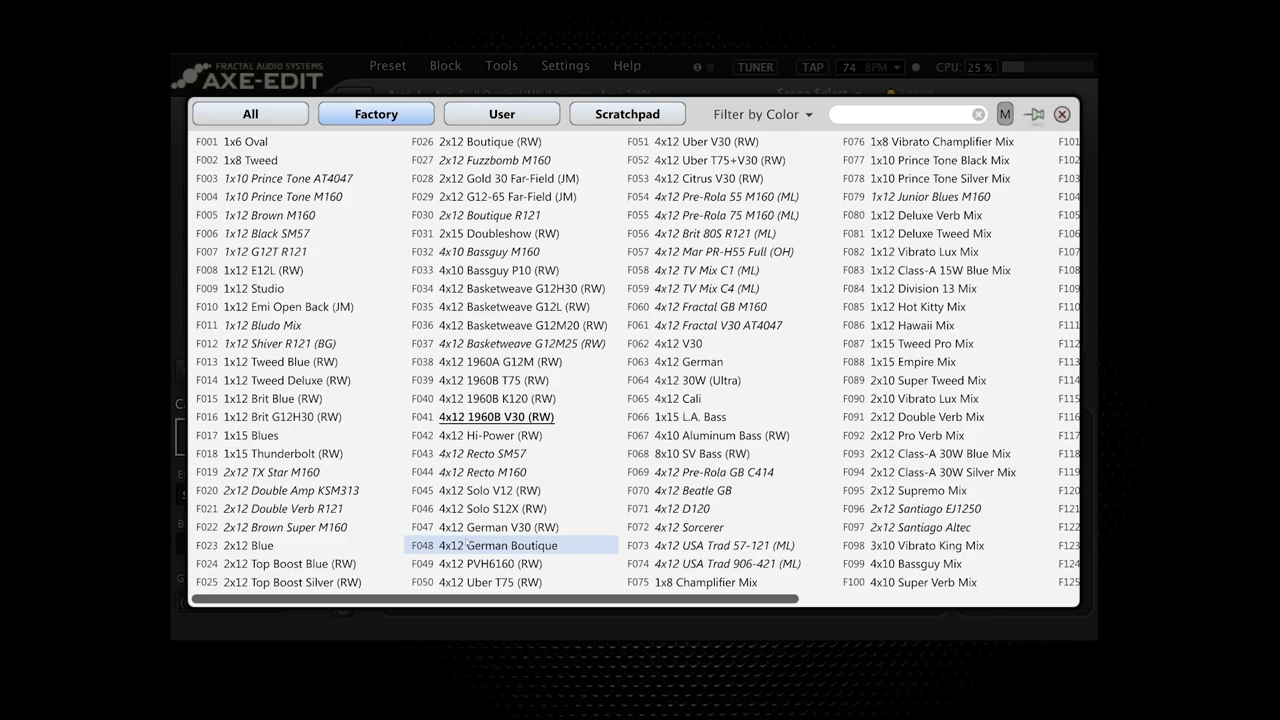 FRACTAL AUDIO SYSTEMS
AXE-EDIT
Preset Block Tools Settings Help
TUNER TAP 74 BPM CPU: 25 %
All Factory User Scratchpad Filter by Color M
F001 1x6 Oval
F002 1x8 Tweed
F003 1x10 Prince Tone AT4047
F004 1x10 Prince Tone M160
F005 1x12 Brown M160
F006 1x12 Black SM57
F007 1x12 G12T R121
F008 1x12 E12L (RW)
F009 1x12 Studio
F010 1x12 Emi Open Back (JM)
F011 1x12 Bludo Mix
F012 1x12 Shiver R121 (BG)
F013 1x12 Tweed Blue (RW)
F014 1x12 Tweed Deluxe (RW)
F015 1x12 Brit Blue (RW)
F016 1x12 Brit G12H30 (RW)
F017 1x15 Blues
F018 1x15 Thunderbolt (RW)
F019 2x12 TX Star M160
F020 2x12 Double Amp KSM313
F021 2x12 Double Verb R121
F022 2x12 Brown Super M160
F023 2x12 Blue
F024 2x12 Top Boost Blue (RW)
F025 2x12 Top Boost Silver (RW)
F026 2x12 Boutique (RW)
F027 2x12 Fuzzbomb M160
F028 2x12 Gold 30 Far-Field (JM)
F029 2x12 G12-65 Far-Field (JM)
F030 2x12 Boutique R121
F031 2x15 Doubleshow (RW)
F032 4x10 Bassguy M160
F033 4x10 Bassguy P10 (RW)
F034 4x12 Basketweave G12H30 (RW)
F035 4x12 Basketweave G12L (RW)
F036 4x12 Basketweave G12M20 (RW)
F037 4x12 Basketweave G12M25 (RW)
F038 4x12 1960A G12M (RW)
F039 4x12 1960B T75 (RW)
F040 4x12 1960B K120 (RW)
F041 4x12 1960B V30 (RW)
F042 4x12 Hi-Power (RW)
F043 4x12 Recto SM57
F044 4x12 Recto M160
F045 4x12 Solo V12 (RW)
F046 4x12 Solo S12X (RW)
F047 4x12 German V30 (RW)
F048 4x12 German Boutique
F049 4x12 PVH6160 (RW)
F050 4x12 Uber T75 (RW)
F051 4x12 Uber V30 (RW)
F052 4x12 Uber T75+V30 (RW)
F053 4x12 Citrus V30 (RW)
F054 4x12 Pre-Rola 55 M160 (ML)
F055 4x12 Pre-Rola 75 M160 (ML)
F056 4x12 Brit 80S R121 (ML)
F057 4x12 Mar PR-H55 Full (OH)
F058 4x12 TV Mix C1 (ML)
F059 4x12 TV Mix C4 (ML)
F060 4x12 Fractal GB M160
F061 4x12 Fractal V30 AT4047
F062 4x12 V30
F063 4x12 German
F064 4x12 30W (Ultra)
F065 4x12 Cali
F066 1x15 L.A. Bass
F067 4x10 Aluminum Bass (RW)
F068 8x10 SV Bass (RW)
F069 4x12 Pre-Rola GB C414
F070 4x12 Beatle GB
F071 4x12 D120
F072 4x12 Sorcerer
F073 4x12 USA Trad 57-121 (ML)
F074 4x12 USA Trad 906-421 (ML)
F075 1x8 Champlifier Mix
F076 1x8 Vibrato Champlifier Mix
F077 1x10 Prince Tone Black Mix
F078 1x10 Prince Tone Silver Mix
F079 1x12 Junior Blues M160
F080 1x12 Deluxe Verb Mix
F081 1x12 Deluxe Tweed Mix
F082 1x12 Vibrato Lux Mix
F083 1x12 Class-A 15W Blue Mix
F084 1x12 Division 13 Mix
F085 1x12 Hot Kitty Mix
F086 1x12 Hawaii Mix
F087 1x15 Tweed Pro Mix
F088 1x15 Empire Mix
F089 2x10 Super Tweed Mix
F090 2x10 Vibrato Lux Mix
F091 2x12 Double Verb Mix
F092 2x12 Pro Verb Mix
F093 2x12 Class-A 30W Blue Mix
F094 2x12 Class-A 30W Silver Mix
F095 2x12 Supremo Mix
F096 2x12 Santiago EJ1250
F097 2x12 Santiago Altec
F098 3x10 Vibrato King Mix
F099 4x10 Bassguy Mix
F100 4x10 Super Verb Mix
F101
F102
F103
F104
F105
F106
F107
F108
F109
F110
F111
F112
F113
F114
F115
F116
F117
F118
F119
F120
F121
F122
F123
F124
F125